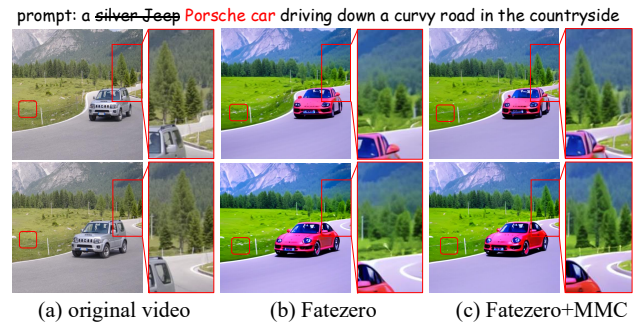 prompt: a silver Jeep Porsche car driving down a curvy road in the countryside
(a) original video
(b) Fatezero
(c) Fatezero+MMC